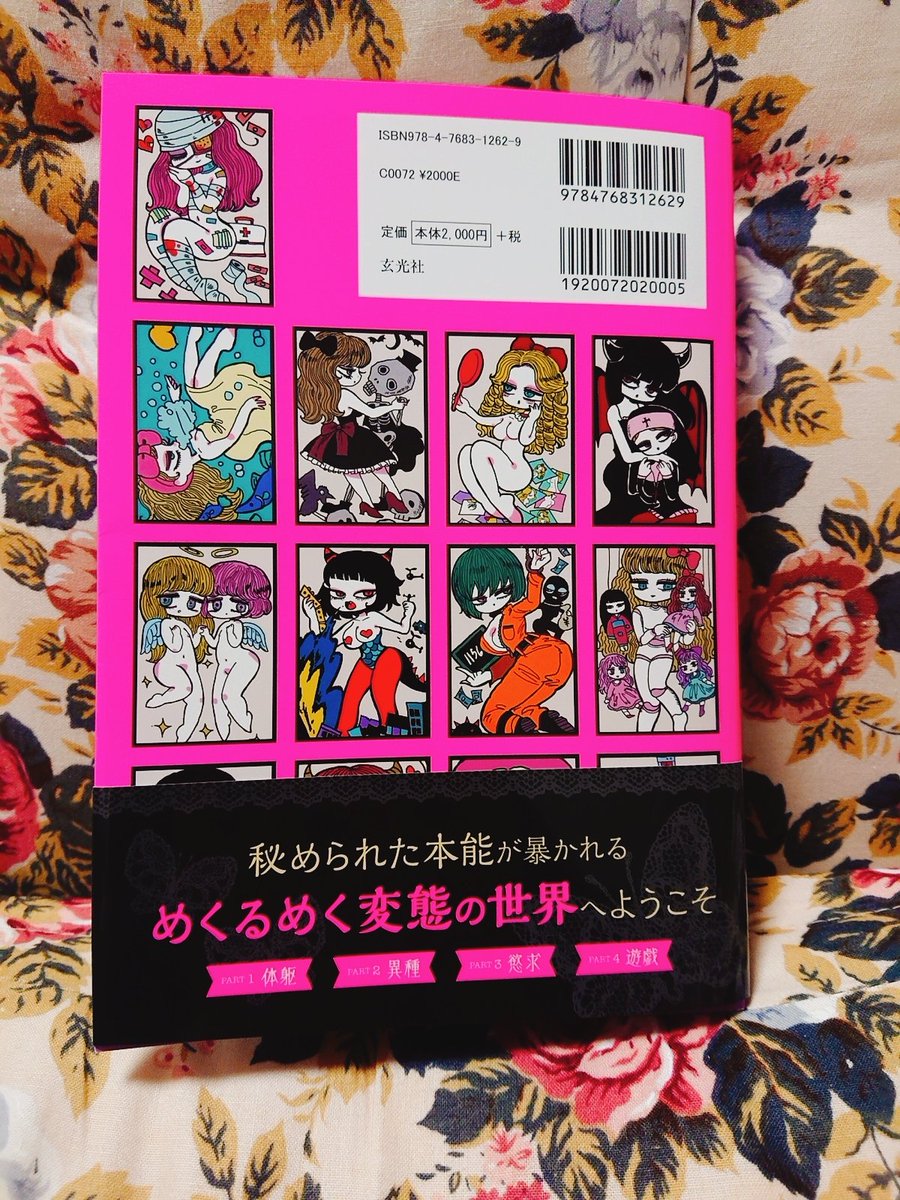 ISBN978-4-7683-1262-9
C0072 ¥2000E
定価 本体2,000円 +税
玄光社
9784768312629
1920072020005
秘められた本能が暴かれる
めくるめく変態の世界へようこそ
PART 1 体躯 PART 2 異種 PART 3 慾求 PART 4 遊戯